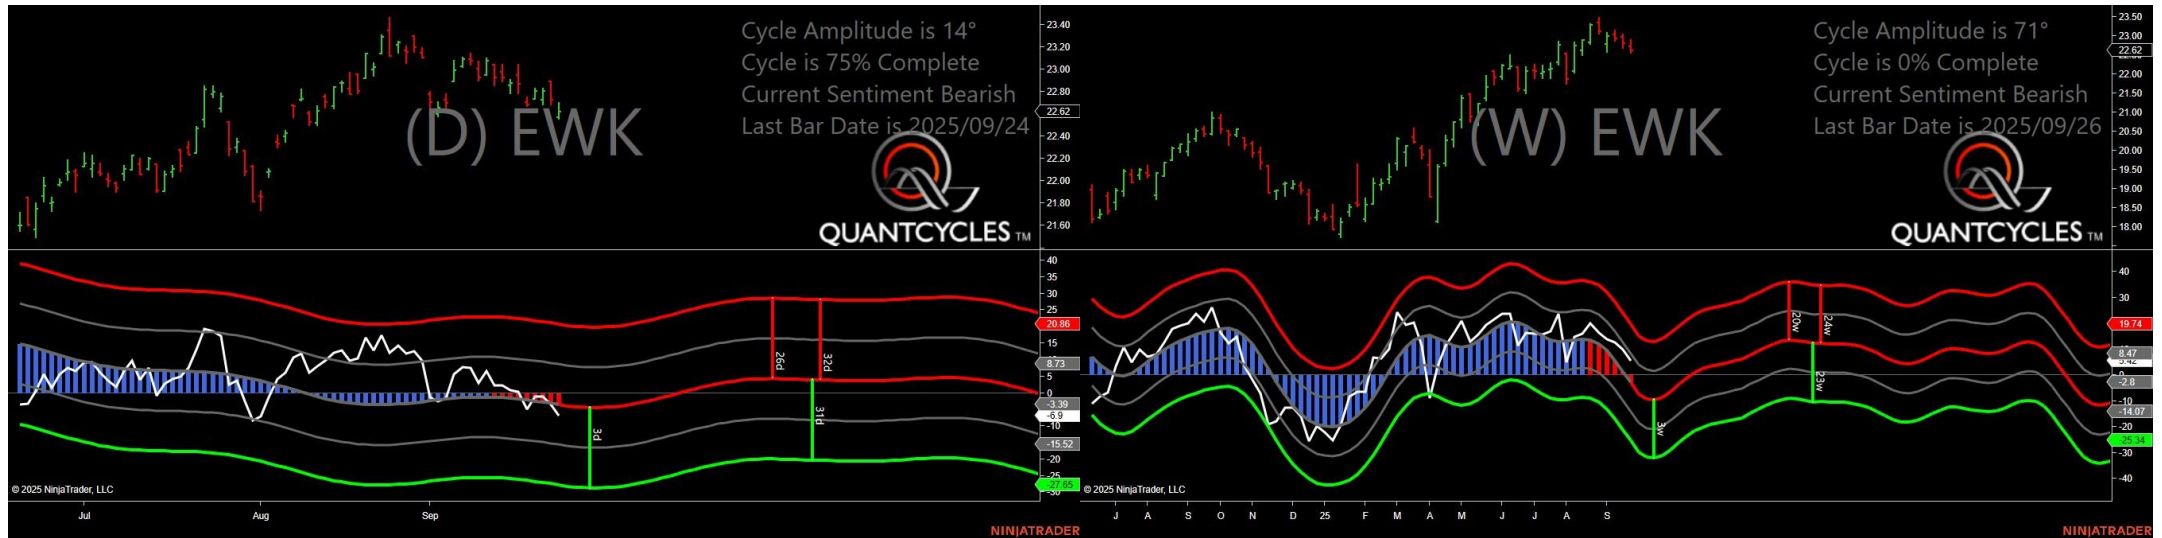 Cycle Amplitude is 14°
Cycle is 75% Complete
Current Sentiment Bearish
Last Bar Date is 2025/09/24
(D) EWK
QUANTCYCLES TM
23.40
23.20
23.00
22.80
22.62
22.40
22.20
22.00
21.80
21.60
40
35
30
25
20.86
15
8.73
5
0
-3.39
-6.9
-10
-15.52
-20
-25
-27.65
-30
26d
32d
31d
3d
© 2025 NinjaTrader, LLC
Jul
Aug
Sep
NINJATRADER
Cycle Amplitude is 71°
Cycle is 0% Complete
Current Sentiment Bearish
Last Bar Date is 2025/09/26
(W) EWK
QUANTCYCLES TM
23.50
23.00
22.62
22.00
21.50
21.00
20.50
20.00
19.50
19.00
18.50
18.00
40
30
19.74
8.47
5.42
0
-2.8
-10
-14.07
-20
-25.34
-30
-40
20w
24w
23w
3w
© 2025 NinjaTrader, LLC
J A S O N D 25 F M A M J J A S
NINJATRADER